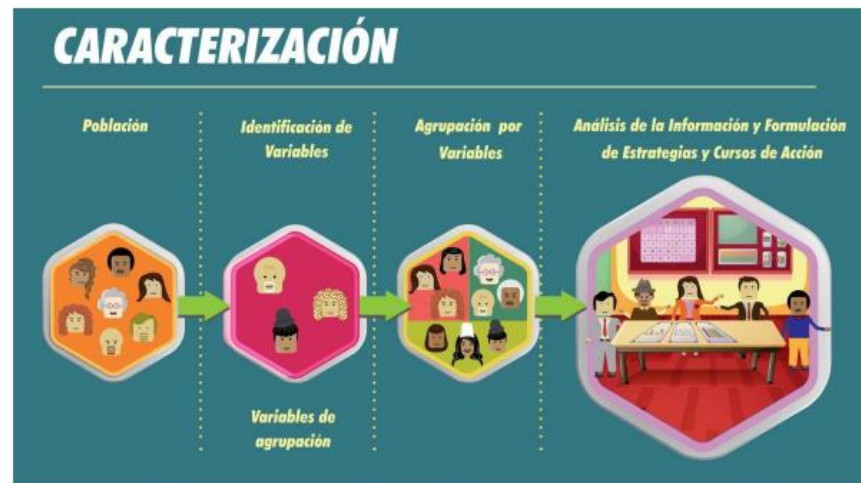 CARACTERIZACIÓN
Población
Identificación de
Variables
Agrupación por
Variables
Análisis de la Información y Formulación
de Estrategias y Cursos de Acción
Variables de
agrupación